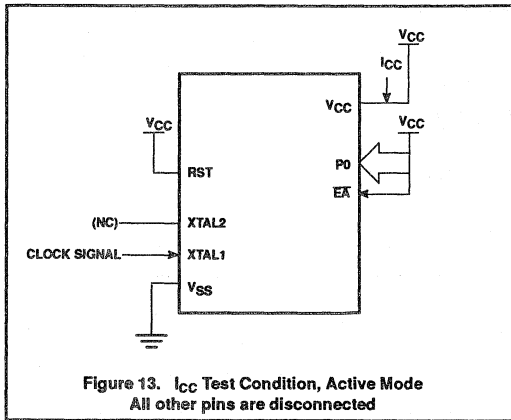 VCC
ICC
VCC
VCC
VCC
P0
RST
EA
(NC)
XTAL2
CLOCK SIGNAL
XTAL1
VSS
Figure 13. ICC Test Condition, Active Mode
All other pins are disconnected